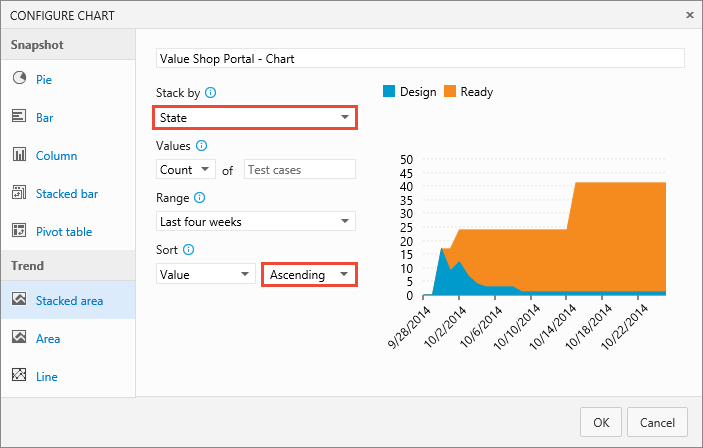 CONFIGURE CHART
×
Snapshot
Pie
Bar
Column
Stacked bar
Pivot table
Trend
Stacked area
Area
Line
Value Shop Portal - Chart
Stack by
State
Values
Count of Test cases
Range
Last four weeks
Sort
Value Ascending
Design Ready
50
45
40
35
30
25
20
15
10
5
0
9/28/2014 10/2/2014 10/6/2014 10/10/2014 10/14/2014 10/18/2014 10/22/2014
OK Cancel